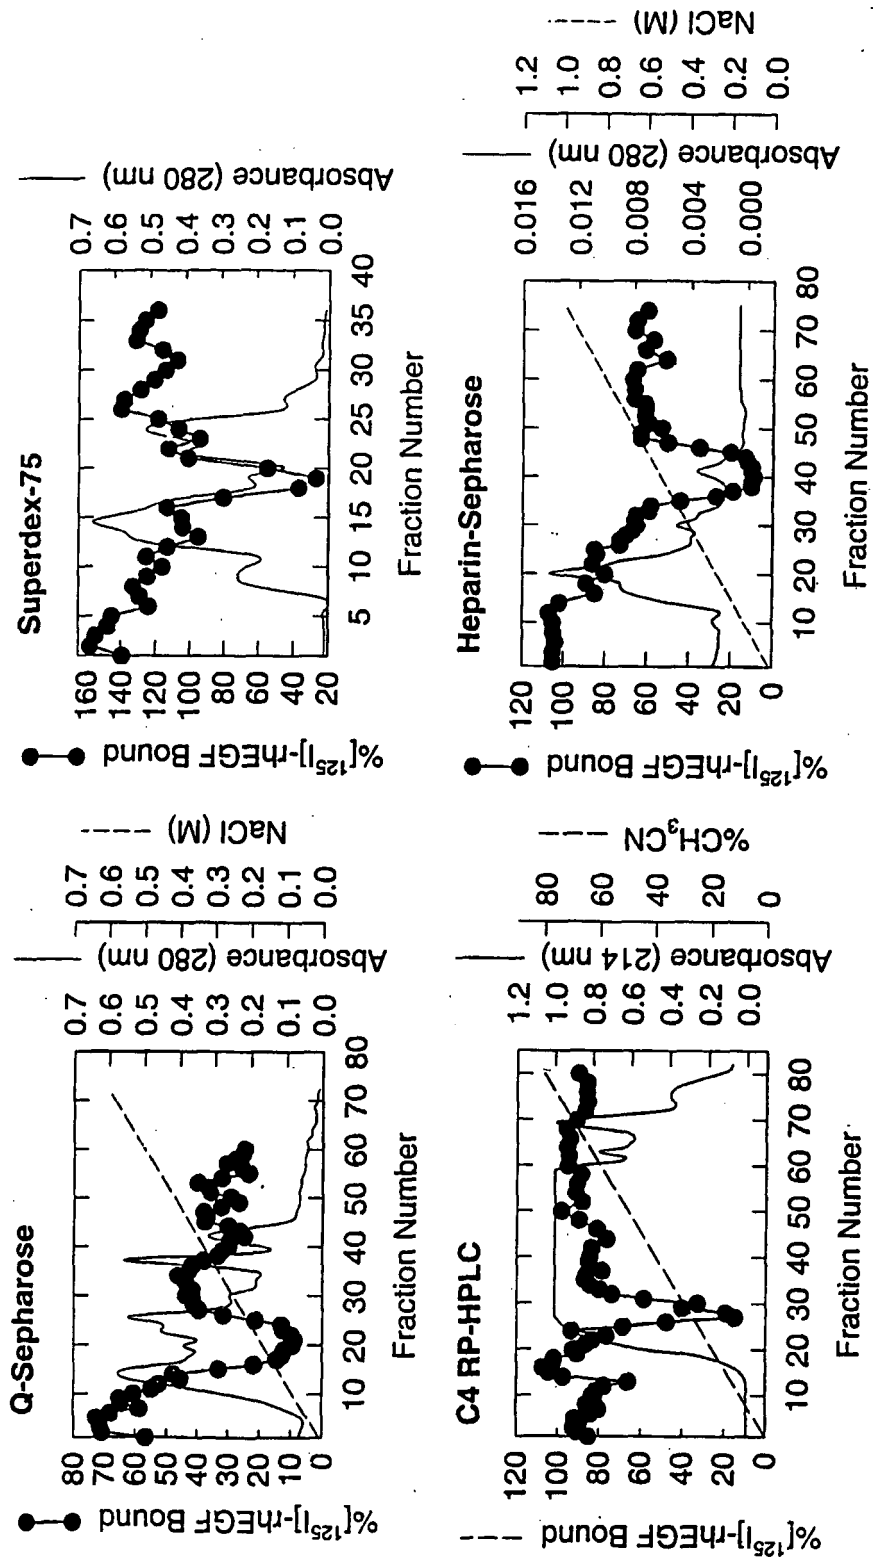 Q-Sepharose
%[¹²⁵I]-rhEGF Bound
80 70 60 50 40 30 20 10 0
10 20 30 40 50 60 70 80
Fraction Number
0.7 0.6 0.5 0.4 0.3 0.2 0.1 0.0
Absorbance (280 nm)
0.7 0.6 0.5 0.4 0.3 0.2 0.1 0.0
NaCl (M)
Superdex-75
%[¹²⁵I]-rhEGF Bound
160 140 120 100 80 60 40 20
5 10 15 20 25 30 35 40
Fraction Number
0.7 0.6 0.5 0.4 0.3 0.2 0.1 0.0
Absorbance (280 nm)
C4 RP-HPLC
%[¹²⁵I]-rhEGF Bound
120 100 80 60 40 20 0
10 20 30 40 50 60 70 80
Fraction Number
1.2 1.0 0.8 0.6 0.4 0.2 0.0
Absorbance (214 nm)
80 60 40 20 0
%CH₃CN
Heparin-Sepharose
%[¹²⁵I]-rhEGF Bound
120 100 80 60 40 20 0
10 20 30 40 50 60 70 80
Fraction Number
0.016 0.012 0.008 0.004 0.000
Absorbance (280 nm)
1.2 1.0 0.8 0.6 0.4 0.2 0.0
NaCl (M)